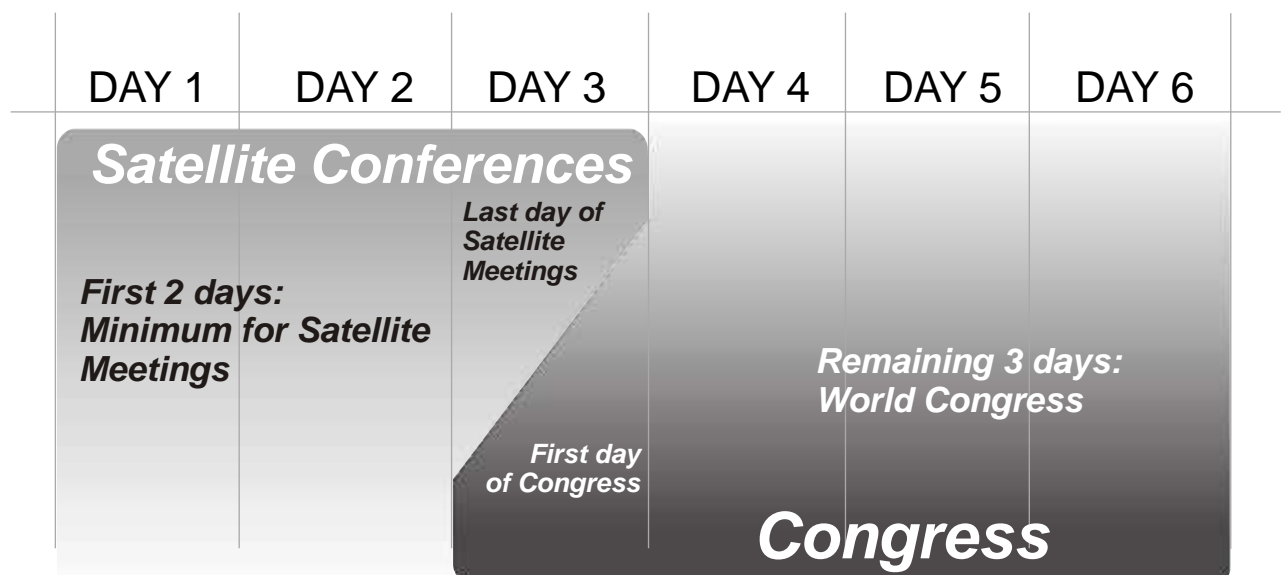 DAY 1 DAY 2 DAY 3 DAY 4 DAY 5 DAY 6
Satellite Conferences
Last day of
Satellite
Meetings
First 2 days:
Minimum for Satellite
Meetings
Remaining 3 days:
World Congress
First day
of Congress
Congress